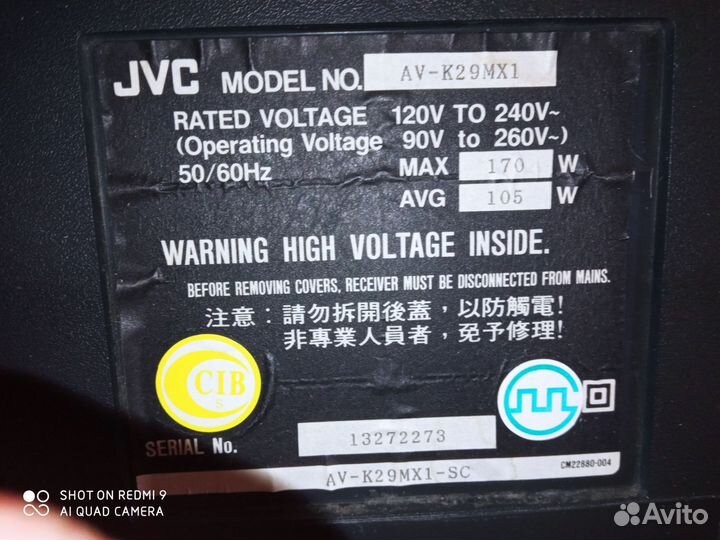 JVC MODEL NO. AV-K29MX1
RATED VOLTAGE 120V TO 240V~
(Operating Voltage 90V to 260V~)
50/60Hz MAX 170 W
AVG 105 W
WARNING HIGH VOLTAGE INSIDE.
BEFORE REMOVING COVERS, RECEIVER MUST BE DISCONNECTED FROM MAINS.
注意：請勿拆開後蓋，以防觸電！
非專業人員者，免予修理！
CIB
S
SERIAL No. 13272273
AV-K29MX1-SC
CM22880-004
SHOT ON REDMI 9
AI QUAD CAMERA
Avito